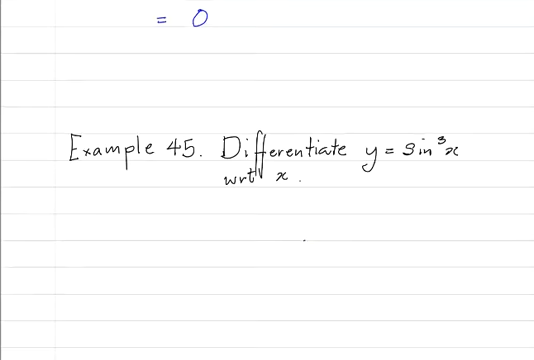 = 0
Example 45. Differentiate y = sin³x
wrt x.